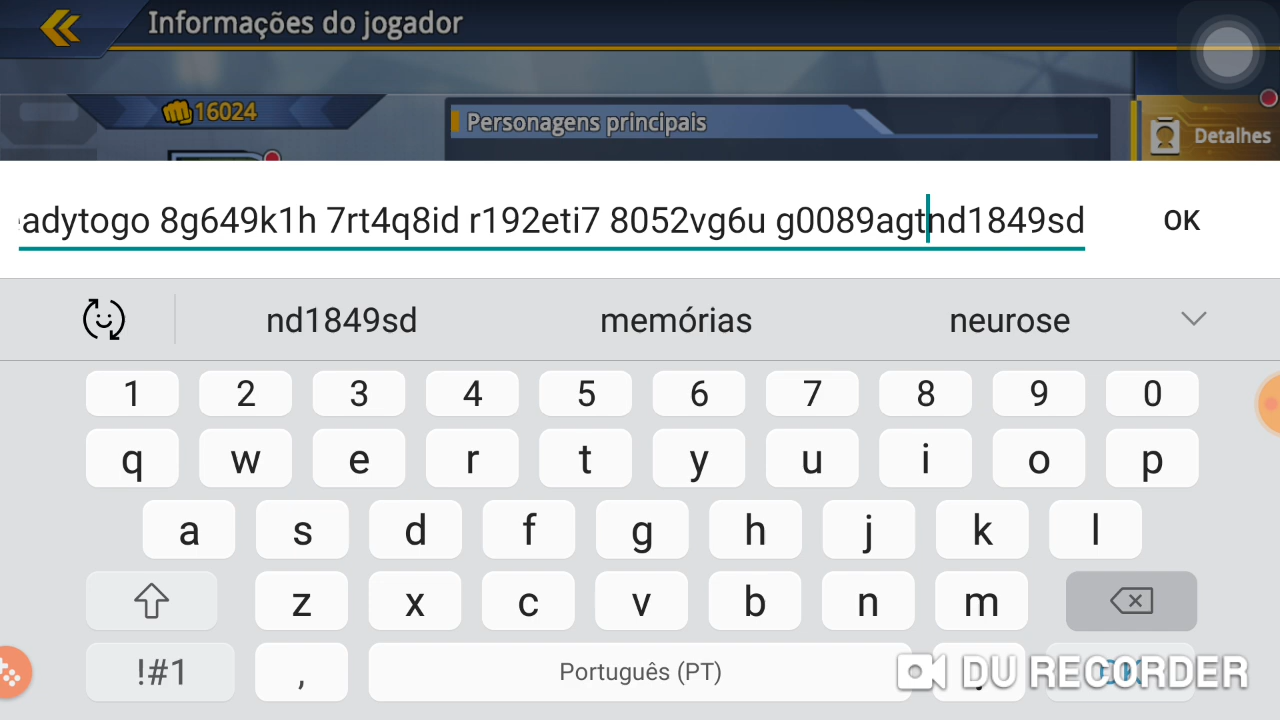 Informações do jogador
16024
Personagens principais
Detalhes
adytogo 8g649k1h 7rt4q8id r192eti7 8052vg6u g0089agtnd1849sd
OK
nd1849sd memórias neurose
1 2 3 4 5 6 7 8 9 0
q w e r t y u i o p
a s d f g h j k l
z x c v b n m
!#1 , Português (PT) . OK
DU RECORDER